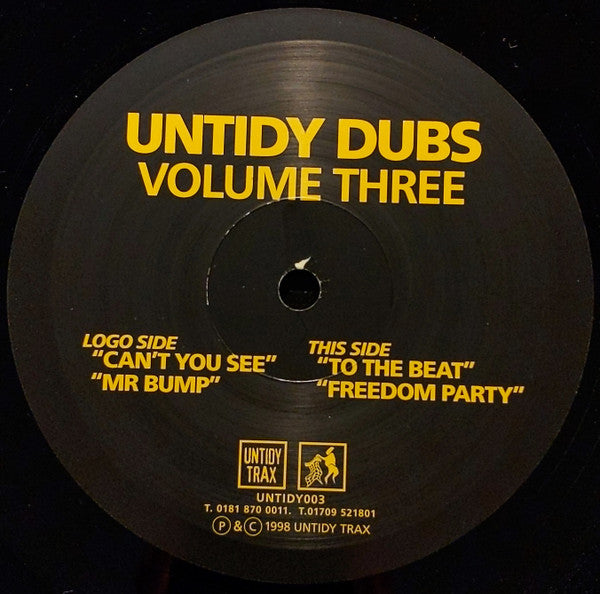 UNTIDY DUBS
VOLUME THREE
LOGO SIDE
"CAN'T YOU SEE"
"MR BUMP"
THIS SIDE
"TO THE BEAT"
"FREEDOM PARTY"
UNTIDY
TRAX
UNTIDY003
T. 0181 870 0011. T.01709 521801
Ⓟ & © 1998 UNTIDY TRAX